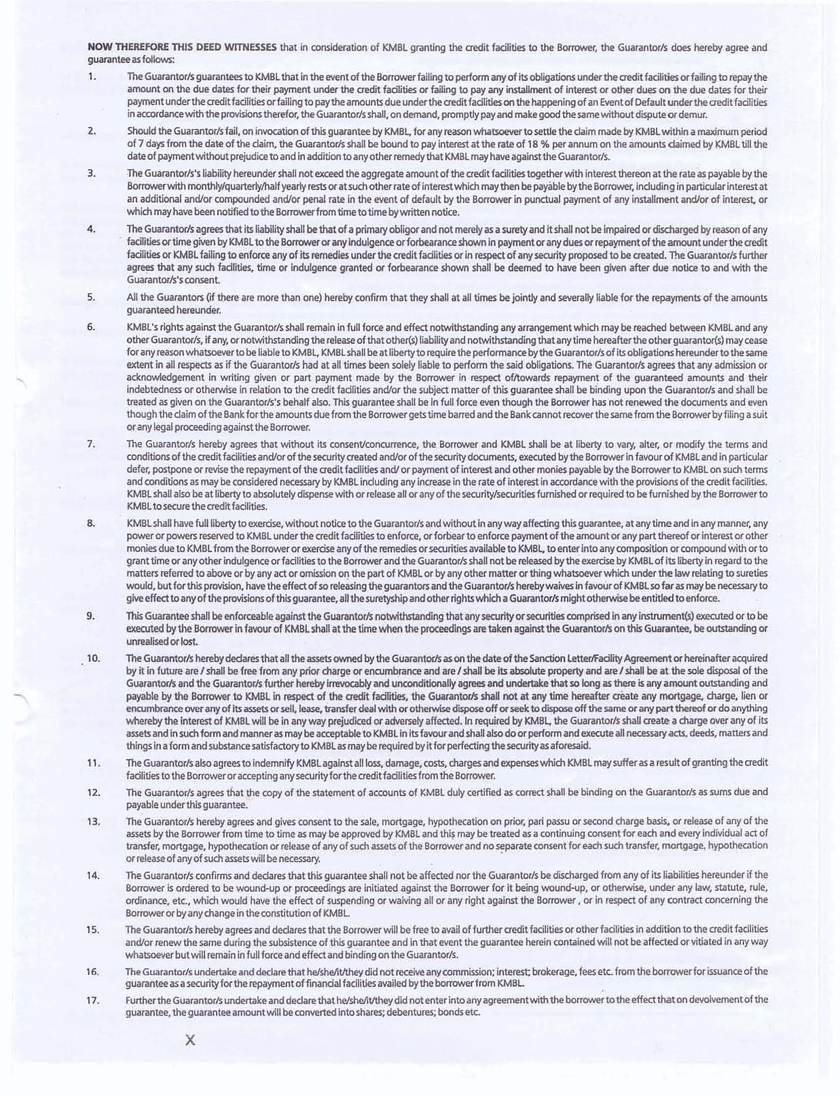 NOW THEREFORE THIS DEED WITNESSES that in consideration of KMBL granting the credit facilities to the Borrower, the Guarantor/s does hereby agree and
guarantee as follows:
1. The Guarantor/s guarantees to KMBL that in the event of the Borrower failing to perform any of its obligations under the credit facilities or failing to repay the
amount on the due dates for their payment under the credit facilities or failing to pay any installment of interest or other dues on the due dates for their
payment under the credit facilities or failing to pay the amounts due under the credit facilities on the happening of an Event of Default under the credit facilities
in accordance with the provisions therefor, the Guarantor/s shall, on demand, promptly pay and make good the same without dispute or demur.
2. Should the Guarantor/s fail, on invocation of this guarantee by KMBL, for any reason whatsoever to settle the claim made by KMBL within a maximum period
of 7 days from the date of the claim, the Guarantor/s shall be bound to pay interest at the rate of 18 % per annum on the amounts claimed by KMBL till the
date of payment without prejudice to and in addition to any other remedy that KMBL may have against the Guarantor/s.
3. The Guarantor/s's liability hereunder shall not exceed the aggregate amount of the credit facilities together with interest thereon at the rate as payable by the
Borrower with monthly/quarterly/half yearly rests or at such other rate of interest which may then be payable by the Borrower, including in particular interest at
an additional and/or compounded and/or penal rate in the event of default by the Borrower in punctual payment of any installment and/or of interest, or
which may have been notified to the Borrower from time to time by written notice.
4. The Guarantor/s agrees that its liability shall be that of a primary obligor and not merely as a surety and it shall not be impaired or discharged by reason of any
facilities or time given by KMBL to the Borrower or any indulgence or forbearance shown in payment or any dues or repayment of the amount under the credit
facilities or KMBL failing to enforce any of its remedies under the credit facilities or in respect of any security proposed to be created. The Guarantor/s further
agrees that any such facilities, time or indulgence granted or forbearance shown shall be deemed to have been given after due notice to and with the
Guarantor/s's consent.
5. All the Guarantors (if there are more than one) hereby confirm that they shall at all times be jointly and severally liable for the repayments of the amounts
guaranteed hereunder.
6. KMBL's rights against the Guarantor/s shall remain in full force and effect notwithstanding any arrangement which may be reached between KMBL and any
other Guarantor/s, if any, or notwithstanding the release of that other(s) liability and notwithstanding that any time hereafter the other guarantor(s) may cease
for any reason whatsoever to be liable to KMBL, KMBL shall be at liberty to require the performance by the Guarantor/s of its obligations hereunder to the same
extent in all respects as if the Guarantor/s had at all times been solely liable to perform the said obligations. The Guarantor/s agrees that any admission or
acknowledgement in writing given or part payment made by the Borrower in respect of/towards repayment of the guaranteed amounts and their
indebtedness or otherwise in relation to the credit facilities and/or the subject matter of this guarantee shall be binding upon the Guarantor/s and shall be
treated as given on the Guarantor/s's behalf also. This guarantee shall be in full force even though the Borrower has not renewed the documents and even
though the claim of the Bank for the amounts due from the Borrower gets time barred and the Bank cannot recover the same from the Borrower by filing a suit
or any legal proceeding against the Borrower.
7. The Guarantor/s hereby agrees that without its consent/concurrence, the Borrower and KMBL shall be at liberty to vary, alter, or modify the terms and
conditions of the credit facilities and/or of the security created and/or of the security documents, executed by the Borrower in favour of KMBL and in particular
defer, postpone or revise the repayment of the credit facilities and/ or payment of interest and other monies payable by the Borrower to KMBL on such terms
and conditions as may be considered necessary by KMBL including any increase in the rate of interest in accordance with the provisions of the credit facilities.
KMBL shall also be at liberty to absolutely dispense with or release all or any of the security/securities furnished or required to be furnished by the Borrower to
KMBL to secure the credit facilities.
8. KMBL shall have full liberty to exercise, without notice to the Guarantor/s and without in any way affecting this guarantee, at any time and in any manner, any
power or powers reserved to KMBL under the credit facilities to enforce, or forbear to enforce payment of the amount or any part thereof or interest or other
monies due to KMBL from the Borrower or exercise any of the remedies or securities available to KMBL, to enter into any composition or compound with or to
grant time or any other indulgence or facilities to the Borrower and the Guarantor/s shall not be released by the exercise by KMBL of its liberty in regard to the
matters referred to above or by any act or omission on the part of KMBL or by any other matter or thing whatsoever which under the law relating to sureties
would, but for this provision, have the effect of so releasing the guarantors and the Guarantor/s hereby waives in favour of KMBL so far as may be necessary to
give effect to any of the provisions of this guarantee, all the suretyship and other rights which a Guarantor/s might otherwise be entitled to enforce.
9. This Guarantee shall be enforceable against the Guarantor/s notwithstanding that any security or securities comprised in any instrument(s) executed or to be
executed by the Borrower in favour of KMBL shall at the time when the proceedings are taken against the Guarantor/s on this Guarantee, be outstanding or
unrealised or lost.
10. The Guarantor/s hereby declares that all the assets owned by the Guarantor/s as on the date of the Sanction Letter/Facility Agreement or hereinafter acquired
by it in future are / shall be free from any prior charge or encumbrance and are / shall be its absolute property and are / shall be at the sole disposal of the
Guarantor/s and the Guarantor/s further hereby irrevocably and unconditionally agrees and undertake that so long as there is any amount outstanding and
payable by the Borrower to KMBL in respect of the credit facilities, the Guarantor/s shall not at any time hereafter create any mortgage, charge, lien or
encumbrance over any of its assets or sell, lease, transfer deal with or otherwise dispose off or seek to dispose off the same or any part thereof or do anything
whereby the interest of KMBL will be in any way prejudiced or adversely affected. In required by KMBL, the Guarantor/s shall create a charge over any of its
assets and in such form and manner as may be acceptable to KMBL in its favour and shall also do or perform and execute all necessary acts, deeds, matters and
things in a form and substance satisfactory to KMBL as may be required by it for perfecting the security as aforesaid.
11. The Guarantor/s also agrees to indemnify KMBL against all loss, damage, costs, charges and expenses which KMBL may suffer as a result of granting the credit
facilities to the Borrower or accepting any security for the credit facilities from the Borrower.
12. The Guarantor/s agrees that the copy of the statement of accounts of KMBL duly certified as correct shall be binding on the Guarantor/s as sums due and
payable under this guarantee.
13. The Guarantor/s hereby agrees and gives consent to the sale, mortgage, hypothecation on prior, pari passu or second charge basis, or release of any of the
assets by the Borrower from time to time as may be approved by KMBL and this may be treated as a continuing consent for each and every individual act of
transfer, mortgage, hypothecation or release of any of such assets of the Borrower and no separate consent for each such transfer, mortgage, hypothecation
or release of any of such assets will be necessary.
14. The Guarantor/s confirms and declares that this guarantee shall not be affected nor the Guarantor/s be discharged from any of its liabilities hereunder if the
Borrower is ordered to be wound-up or proceedings are initiated against the Borrower for it being wound-up, or otherwise, under any law, statute, rule,
ordinance, etc., which would have the effect of suspending or waiving all or any right against the Borrower , or in respect of any contract concerning the
Borrower or by any change in the constitution of KMBL.
15. The Guarantor/s hereby agrees and declares that the Borrower will be free to avail of further credit facilities or other facilities in addition to the credit facilities
and/or renew the same during the subsistence of this guarantee and in that event the guarantee herein contained will not be affected or vitiated in any way
whatsoever but will remain in full force and effect and binding on the Guarantor/s.
16. The Guarantor/s undertake and declare that he/she/it/they did not receive any commission; interest; brokerage, fees etc. from the borrower for issuance of the
guarantee as a security for the repayment of financial facilities availed by the borrower from KMBL.
17. Further the Guarantor/s undertake and declare that he/she/it/they did not enter into any agreement with the borrower to the effect that on devolvement of the
guarantee, the guarantee amount will be converted into shares; debentures; bonds etc.
X